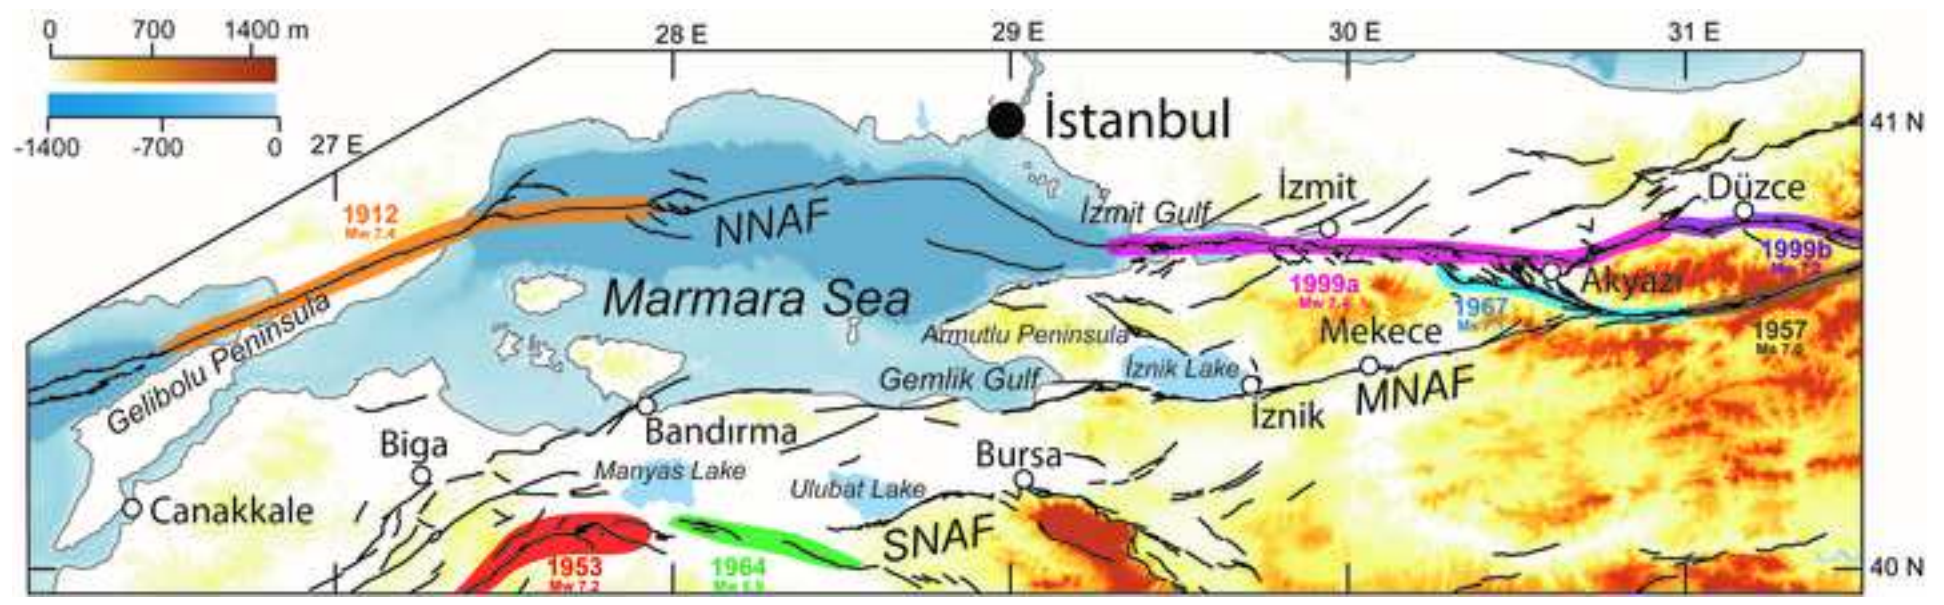 0 700 1400 m
-1400 -700 0
27 E
28 E
29 E
30 E
31 E
41 N
40 N
İstanbul
İzmit
Düzce
İzmit Gulf
1912
Mw 7.4
NNAF
1999a
Mw 7.4
1999b
Mw 7.2
Akyazı
1967
1957
Marmara Sea
Gelibolu Peninsula
Armutlu Peninsula
Mekece
İznik Lake
Gemlik Gulf
MNAF
İznik
Bandırma
Biga
Bursa
Manyas Lake
Ulubat Lake
Canakkale
SNAF
1953
Mw 7.2
1964